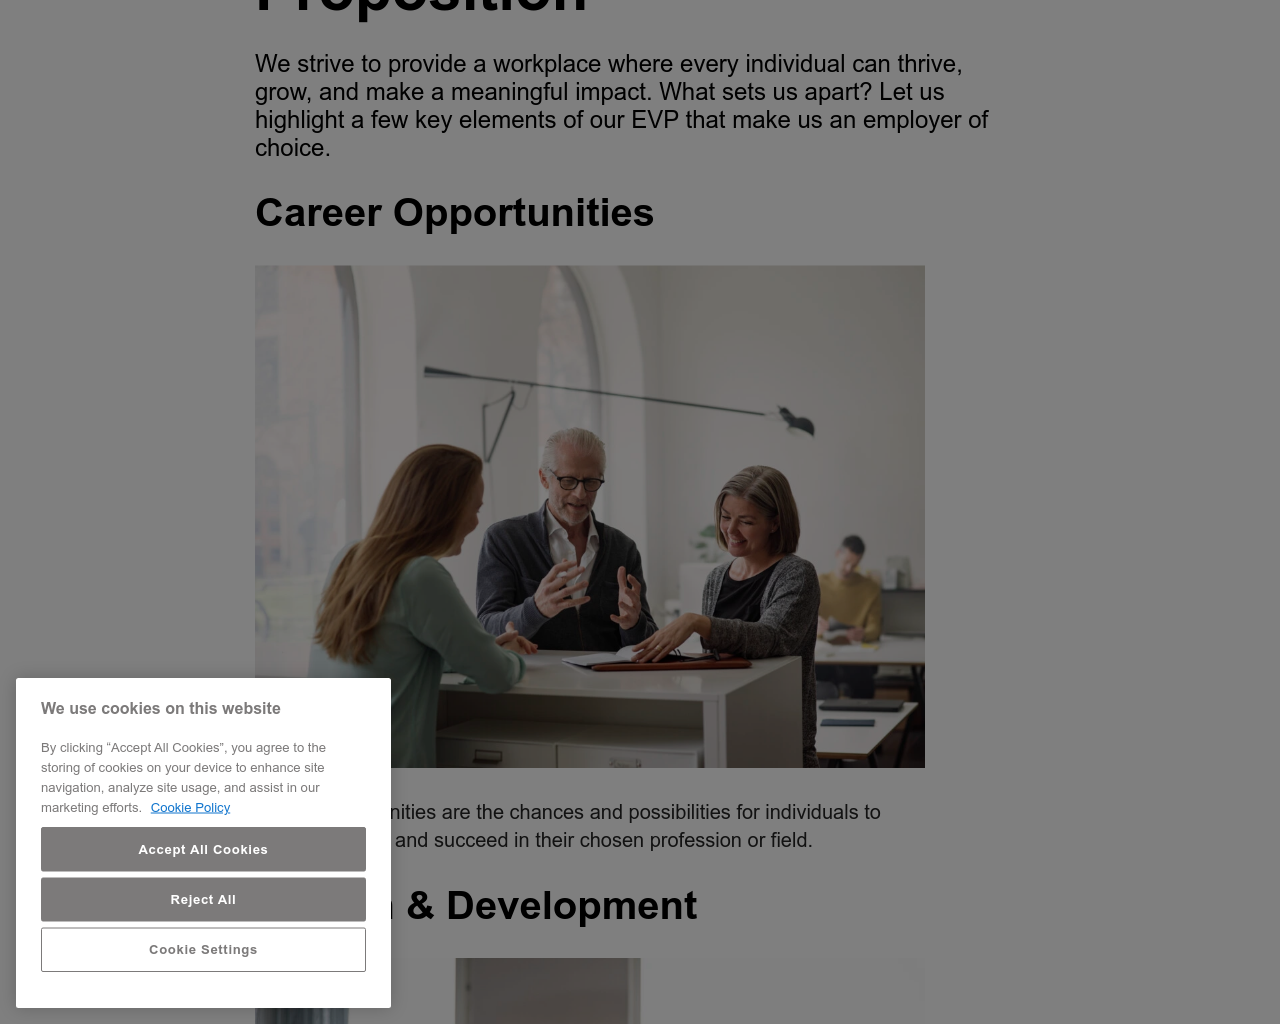 Proposition
We strive to provide a workplace where every individual can thrive,
grow, and make a meaningful impact. What sets us apart? Let us
highlight a few key elements of our EVP that make us an employer of
choice.
Career Opportunities
We use cookies on this website
By clicking “Accept All Cookies”, you agree to the
storing of cookies on your device to enhance site
navigation, analyze site usage, and assist in our
marketing efforts. Cookie Policy
Accept All Cookies
Reject All
Cookie Settings
are the chances and possibilities for individuals to
and succeed in their chosen profession or field.
& Development